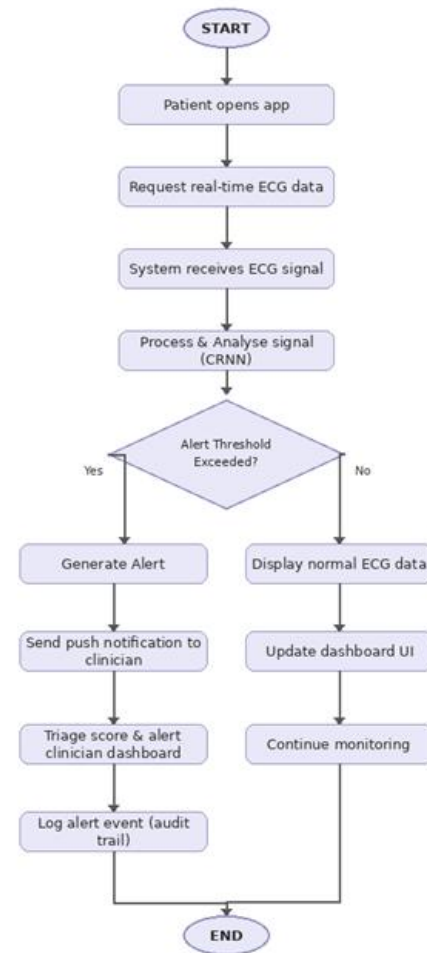 START
Patient opens app
Request real-time ECG data
System receives ECG signal
Process & Analyse signal
(CRNN)
Alert Threshold
Exceeded?
Yes
No
Generate Alert
Display normal ECG data
Send push notification to
clinician
Update dashboard UI
Triage score & alert
clinician dashboard
Continue monitoring
Log alert event (audit
trail)
END